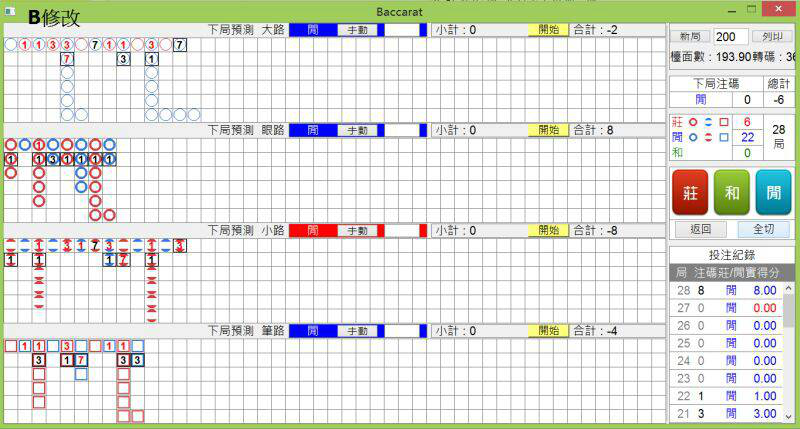 Baccarat
B修改
下局預測 大路 閒 手動 小計：0 開始 合計：-2
1 1 3 3 7 1 1 3 7
7 3 1
下局預測 眼路 閒 手動 小計：0 開始 合計：8
1
1 1 3 1 1 1 1
下局預測 小路 閒 手動 小計：0 開始 合計：-8
1 3 1 7 3 1 3
1 1 1 7 1
下局預測 筆路 閒 手動 小計：0 開始 合計：-4
1 1 3 1 1
3 1 7 3 3
新局 200 列印
檯面數：193.90轉碼：36
下局注碼 總計
閒 0 -6
莊 6
閒 22
和 0
28
局
莊 和 閒
返回 全切
投注紀錄
局 注碼莊/閒實得分
28 8 閒 8.00
27 0 閒 0.00
26 0 閒 0.00
25 0 閒 0.00
24 0 閒 0.00
23 0 閒 0.00
22 1 閒 1.00
21 3 閒 3.00